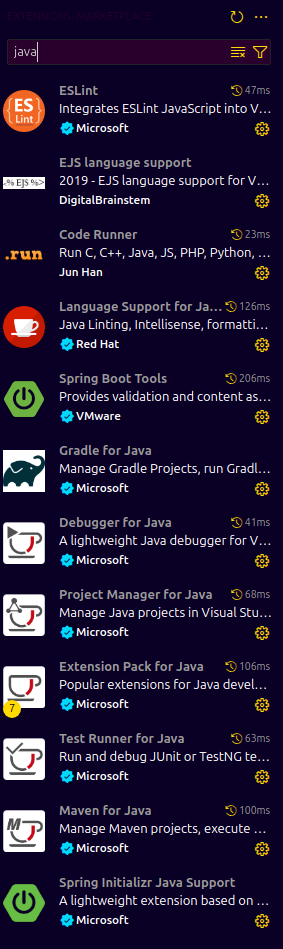 EXTENSIONS: MARKETPLACE
java
ESLint 47ms
Integrates ESLint JavaScript into V...
Microsoft
EJS language support
2019 - EJS language support for V...
DigitalBrainstem
Code Runner 23ms
Run C, C++, Java, JS, PHP, Python, ...
Jun Han
Language Support for Ja... 126ms
Java Linting, Intellisense, formatti...
Red Hat
Spring Boot Tools 206ms
Provides validation and content as...
VMware
Gradle for Java
Manage Gradle Projects, run Gradl...
Microsoft
Debugger for Java 41ms
A lightweight Java debugger for V...
Microsoft
Project Manager for Java 68ms
Manage Java projects in Visual Stu...
Microsoft
Extension Pack for Java 106ms
Popular extensions for Java devel...
7 Microsoft
Test Runner for Java 63ms
Run and debug JUnit or TestNG te...
Microsoft
Maven for Java 100ms
Manage Maven projects, execute ...
Microsoft
Spring Initializr Java Support
A lightweight extension based on ...
Microsoft